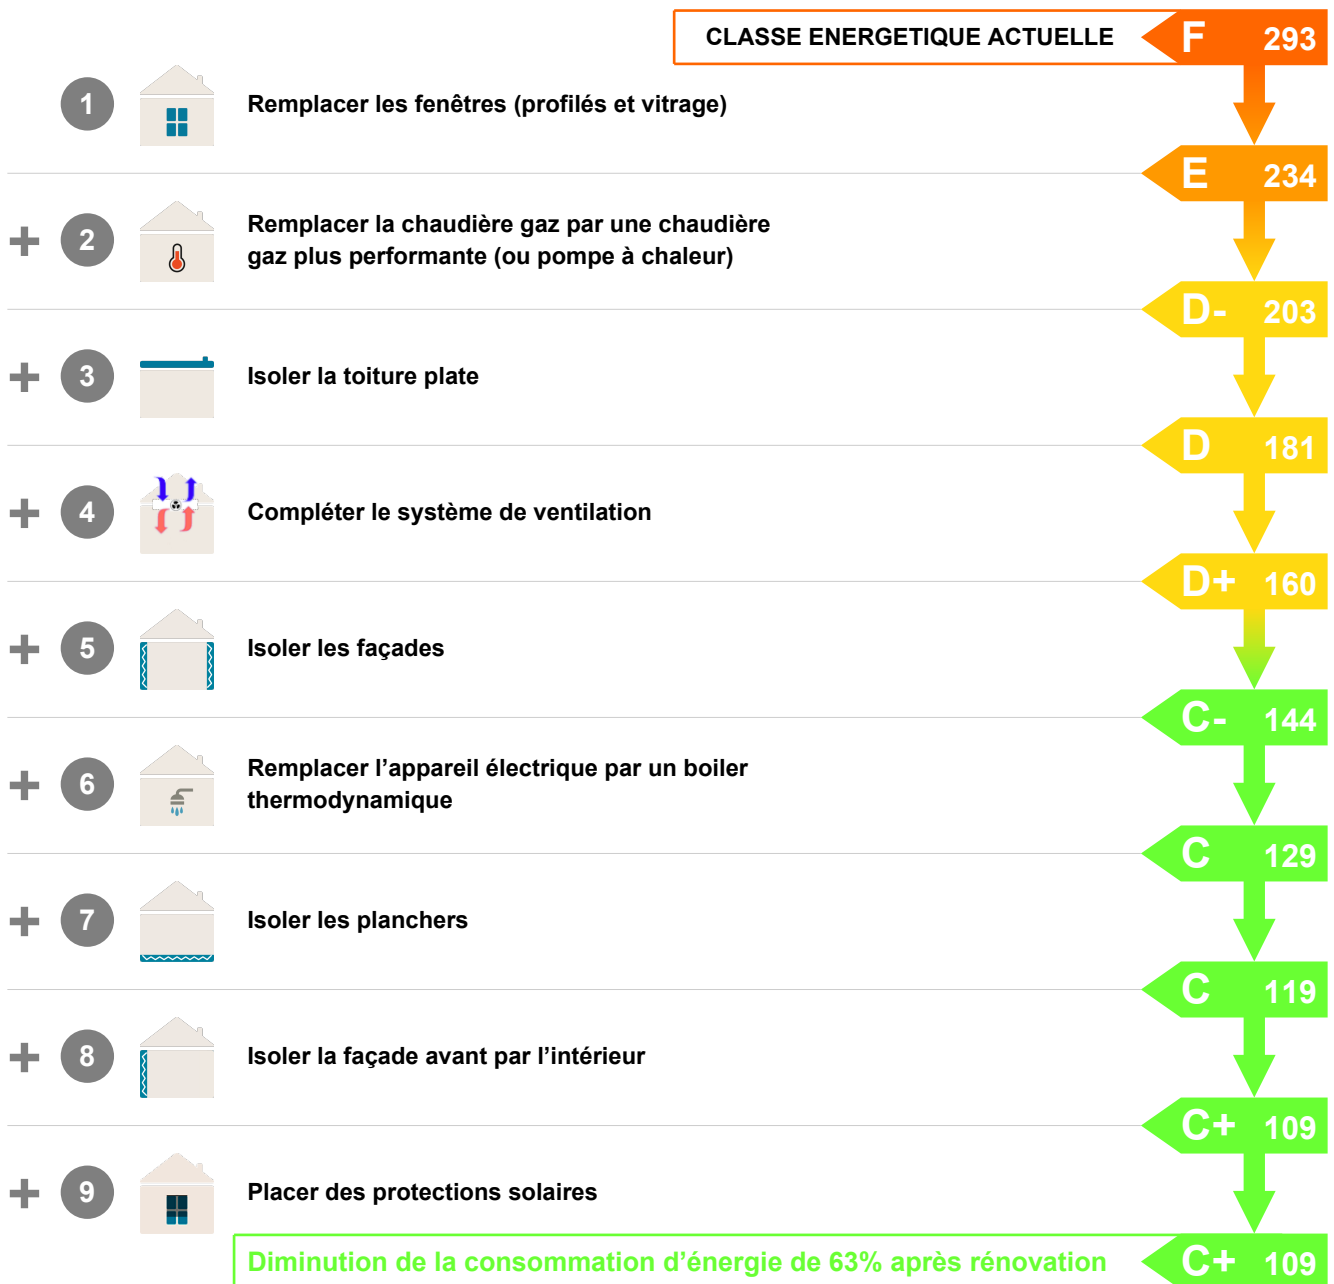 CLASSE ENERGETIQUE ACTUELLE F 293
1 Remplacer les fenêtres (profilés et vitrage)
E 234
+ 2 Remplacer la chaudière gaz par une chaudière
gaz plus performante (ou pompe à chaleur)
D- 203
+ 3 Isoler la toiture plate
D 181
+ 4 Compléter le système de ventilation
D+ 160
+ 5 Isoler les façades
C- 144
+ 6 Remplacer l’appareil électrique par un boiler
thermodynamique
C 129
+ 7 Isoler les planchers
C 119
+ 8 Isoler la façade avant par l’intérieur
C+ 109
+ 9 Placer des protections solaires
Diminution de la consommation d’énergie de 63% après rénovation C+ 109